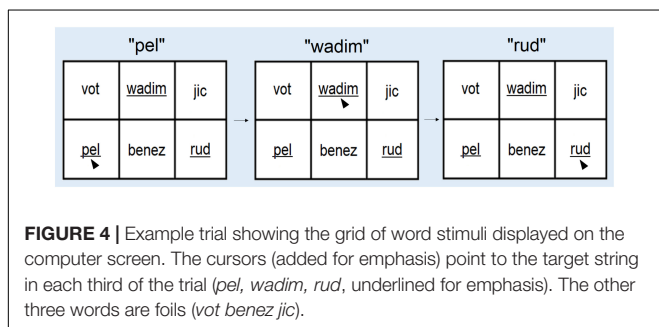 "pel" "wadim" "rud"
vot wadim jic vot wadim jic vot wadim jic
pel benez rud pel benez rud pel benez rud
FIGURE 4 | Example trial showing the grid of word stimuli displayed on the
computer screen. The cursors (added for emphasis) point to the target string
in each third of the trial (pel, wadim, rud, underlined for emphasis). The other
three words are foils (vot benez jic).